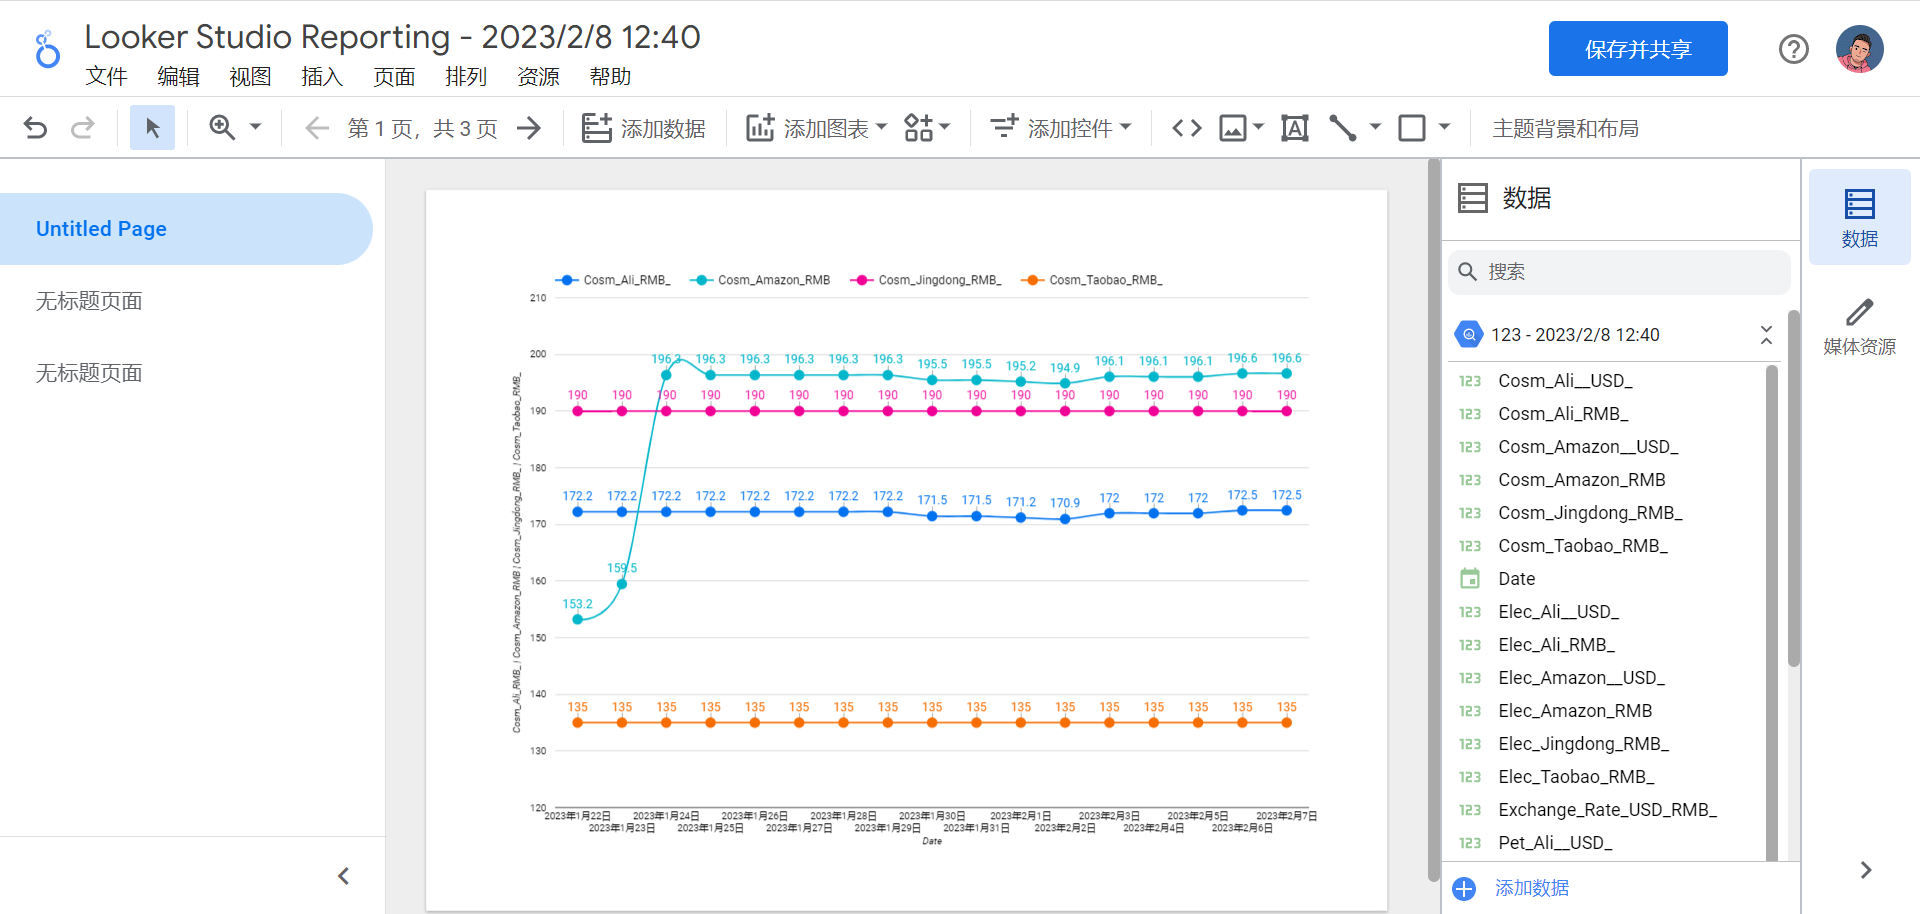 Looker Studio Reporting - 2023/2/8 12:40
文件 编辑 视图 插入 页面 排列 资源 帮助
保存并共享
第 1 页，共 3 页 添加数据 添加图表 添加控件 主题背景和布局
Untitled Page
无标题页面
无标题页面
Cosm_Ali_RMB_ Cosm_Amazon_RMB Cosm_Jingdong_RMB_ Cosm_Taobao_RMB_
Cosm_Ali_RMB_ | Cosm_Amazon_RMB | Cosm_Jingdong_RMB_ | Cosm_Taobao_RMB_
210
200
190
180
170
160
150
140
130
120
153.2 159.5 196.3 196.3 196.3 196.3 196.3 196.3 195.5 195.5 195.2 194.9 196.1 196.1 196.1 196.6 196.6
190 190 190 190 190 190 190 190 190 190 190 190 190 190 190 190 190
172.2 172.2 172.2 172.2 172.2 172.2 172.2 172.2 171.5 171.5 171.2 170.9 172 172 172 172.5 172.5
135 135 135 135 135 135 135 135 135 135 135 135 135 135 135 135 135
2023年1月22日 2023年1月24日 2023年1月26日 2023年1月28日 2023年1月30日 2023年2月1日 2023年2月3日 2023年2月5日 2023年2月7日
2023年1月23日 2023年1月25日 2023年1月27日 2023年1月29日 2023年1月31日 2023年2月2日 2023年2月4日 2023年2月6日
Date
数据
搜索
123 - 2023/2/8 12:40
123 Cosm_Ali__USD_
123 Cosm_Ali_RMB_
123 Cosm_Amazon__USD_
123 Cosm_Amazon_RMB
123 Cosm_Jingdong_RMB_
123 Cosm_Taobao_RMB_
Date
123 Elec_Ali__USD_
123 Elec_Ali_RMB_
123 Elec_Amazon__USD_
123 Elec_Amazon_RMB
123 Elec_Jingdong_RMB_
123 Elec_Taobao_RMB_
123 Exchange_Rate_USD_RMB_
123 Pet_Ali__USD_
添加数据
数据
媒体资源